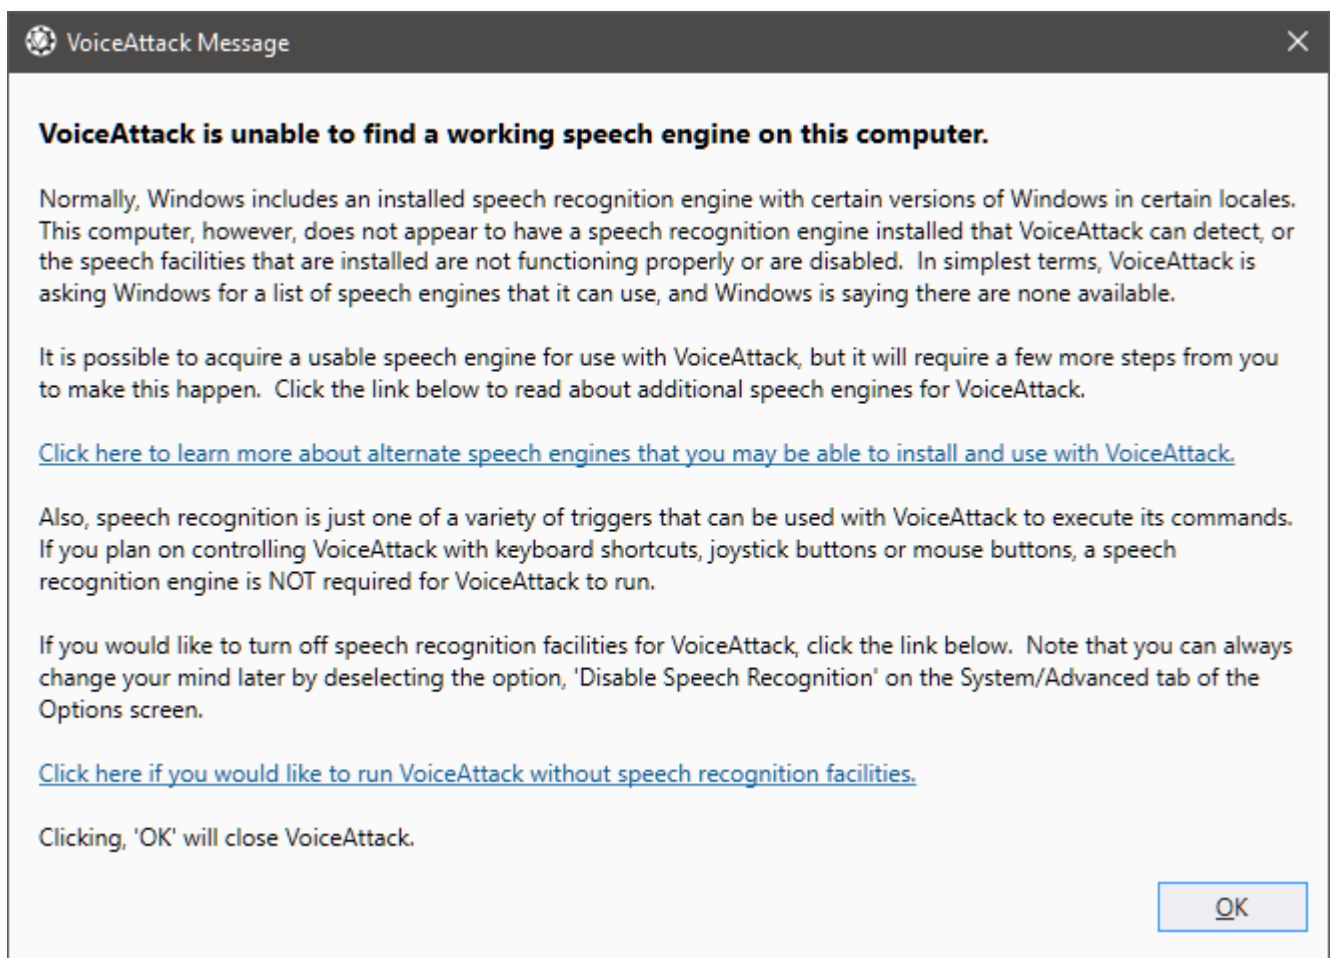 VoiceAttack Message
VoiceAttack is unable to find a working speech engine on this computer.
Normally, Windows includes an installed speech recognition engine with certain versions of Windows in certain locales.
This computer, however, does not appear to have a speech recognition engine installed that VoiceAttack can detect, or
the speech facilities that are installed are not functioning properly or are disabled.  In simplest terms, VoiceAttack is
asking Windows for a list of speech engines that it can use, and Windows is saying there are none available.
It is possible to acquire a usable speech engine for use with VoiceAttack, but it will require a few more steps from you
to make this happen.  Click the link below to read about additional speech engines for VoiceAttack.
Click here to learn more about alternate speech engines that you may be able to install and use with VoiceAttack.
Also, speech recognition is just one of a variety of triggers that can be used with VoiceAttack to execute its commands.
If you plan on controlling VoiceAttack with keyboard shortcuts, joystick buttons or mouse buttons, a speech
recognition engine is NOT required for VoiceAttack to run.
If you would like to turn off speech recognition facilities for VoiceAttack, click the link below.  Note that you can always
change your mind later by deselecting the option, 'Disable Speech Recognition' on the System/Advanced tab of the
Options screen.
Click here if you would like to run VoiceAttack without speech recognition facilities.
Clicking, 'OK' will close VoiceAttack.
OK